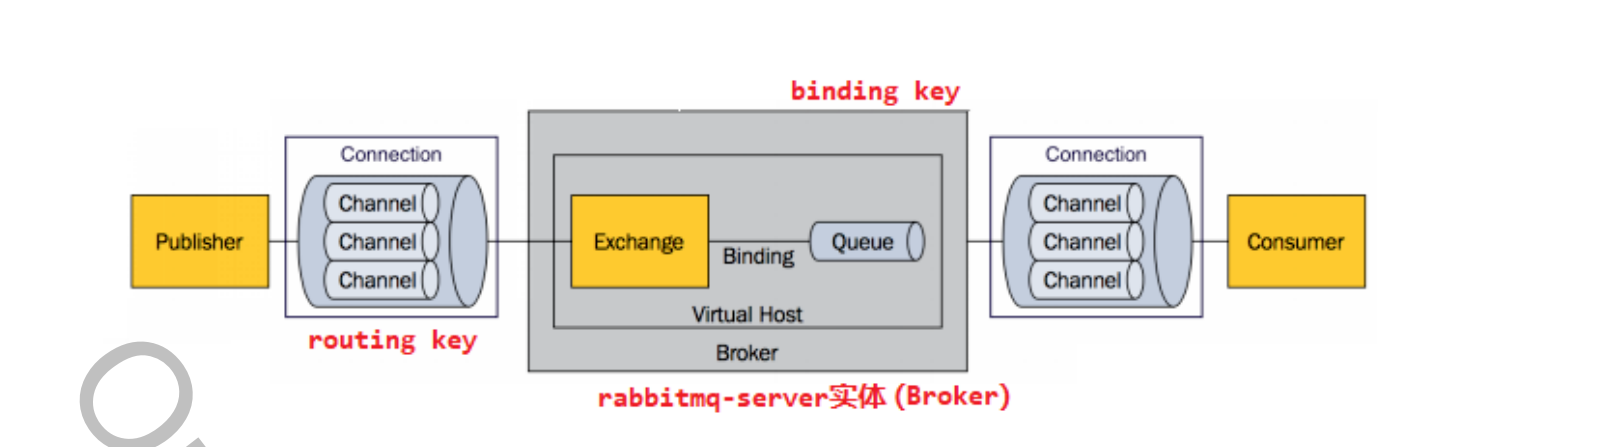 binding key
Connection
Channel
Channel
Channel
Publisher
routing key
Exchange
Binding
Queue
Virtual Host
Broker
rabbitmq-server实体 (Broker)
Connection
Channel
Channel
Channel
Consumer